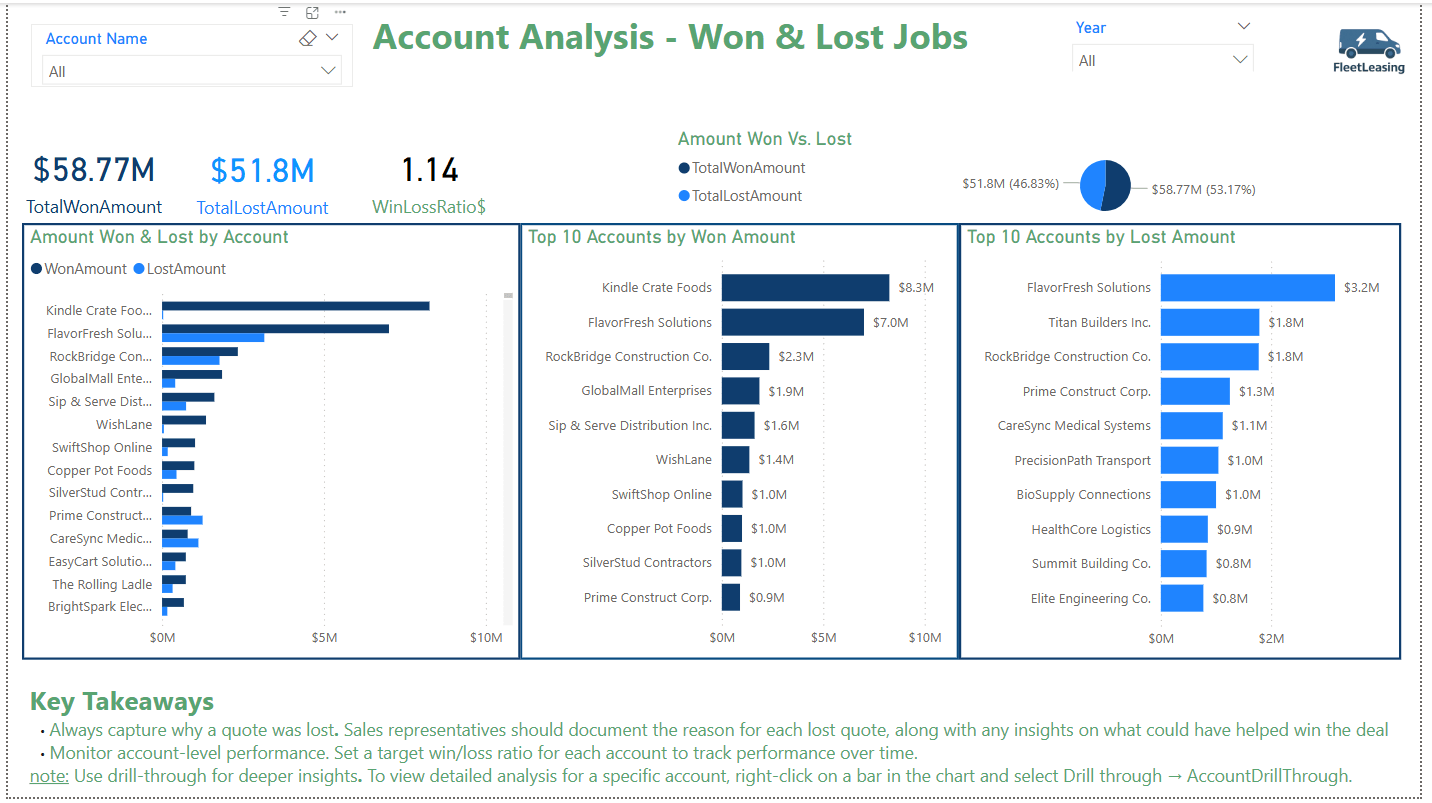 Account Name
All
Account Analysis - Won & Lost Jobs
Year
All
FleetLeasing
$58.77M
TotalWonAmount
$51.8M
TotalLostAmount
1.14
WinLossRatio$
Amount Won Vs. Lost
TotalWonAmount
TotalLostAmount
$51.8M (46.83%)
$58.77M (53.17%)
Amount Won & Lost by Account
WonAmount LostAmount
Kindle Crate Foo...
FlavorFresh Solu...
RockBridge Con...
GlobalMall Ente...
Sip & Serve Dist...
WishLane
SwiftShop Online
Copper Pot Foods
SilverStud Contr...
Prime Construct...
CareSync Medic...
EasyCart Solutio...
The Rolling Ladle
BrightSpark Elec...
$0M $5M $10M
Top 10 Accounts by Won Amount
Kindle Crate Foods $8.3M
FlavorFresh Solutions $7.0M
RockBridge Construction Co. $2.3M
GlobalMall Enterprises $1.9M
Sip & Serve Distribution Inc. $1.6M
WishLane $1.4M
SwiftShop Online $1.0M
Copper Pot Foods $1.0M
SilverStud Contractors $1.0M
Prime Construct Corp. $0.9M
$0M $5M $10M
Top 10 Accounts by Lost Amount
FlavorFresh Solutions $3.2M
Titan Builders Inc. $1.8M
RockBridge Construction Co. $1.8M
Prime Construct Corp. $1.3M
CareSync Medical Systems $1.1M
PrecisionPath Transport $1.0M
BioSupply Connections $1.0M
HealthCore Logistics $0.9M
Summit Building Co. $0.8M
Elite Engineering Co. $0.8M
$0M $2M
Key Takeaways
• Always capture why a quote was lost. Sales representatives should document the reason for each lost quote, along with any insights on what could have helped win the deal
• Monitor account-level performance. Set a target win/loss ratio for each account to track performance over time.
note: Use drill-through for deeper insights. To view detailed analysis for a specific account, right-click on a bar in the chart and select Drill through → AccountDrillThrough.